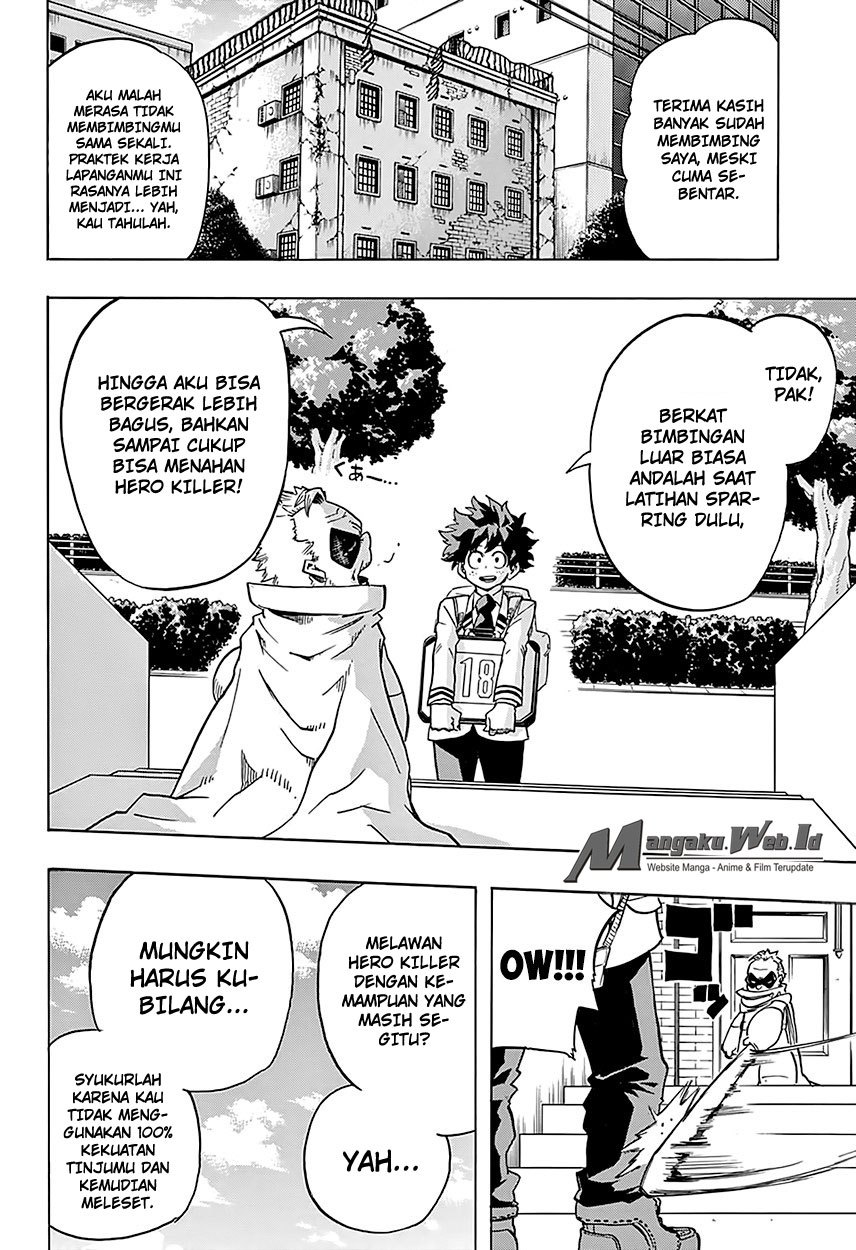 TERIMA KASIH
BANYAK SUDAH
MEMBIMBING
SAYA, MESKI
CUMA SE-
BENTAR.
AKU MALAH
MERASA TIDAK
MEMBIMBINGMU
SAMA SEKALI.
PRAKTEK KERJA
LAPANGANMU INI
RASANYA LEBIH
MENJADI... YAH,
KAU TAHULAH.
TIDAK,
PAK!
BERKAT
BIMBINGAN
LUAR BIASA
ANDALAH SAAT
LATIHAN SPAR-
RING DULU,
HINGGA AKU BISA
BERGERAK LEBIH
BAGUS, BAHKAN
SAMPAI CUKUP
BISA MENAHAN
HERO KILLER!
くあー...
18
Mangaku.Web.Id
Website Manga - Anime & Film Terupdate
OW!!!
MELAWAN
HERO KILLER
DENGAN KE-
MAMPUAN YANG
MASIH SE-
GITU?
YAH...
MUNGKIN
HARUS KU-
BILANG...
SYUKURLAH
KARENA KAU
TIDAK MENG-
GUNAKAN 100%
KEKUATAN
TINJUMU DAN
KEMUDIAN
MELESET.